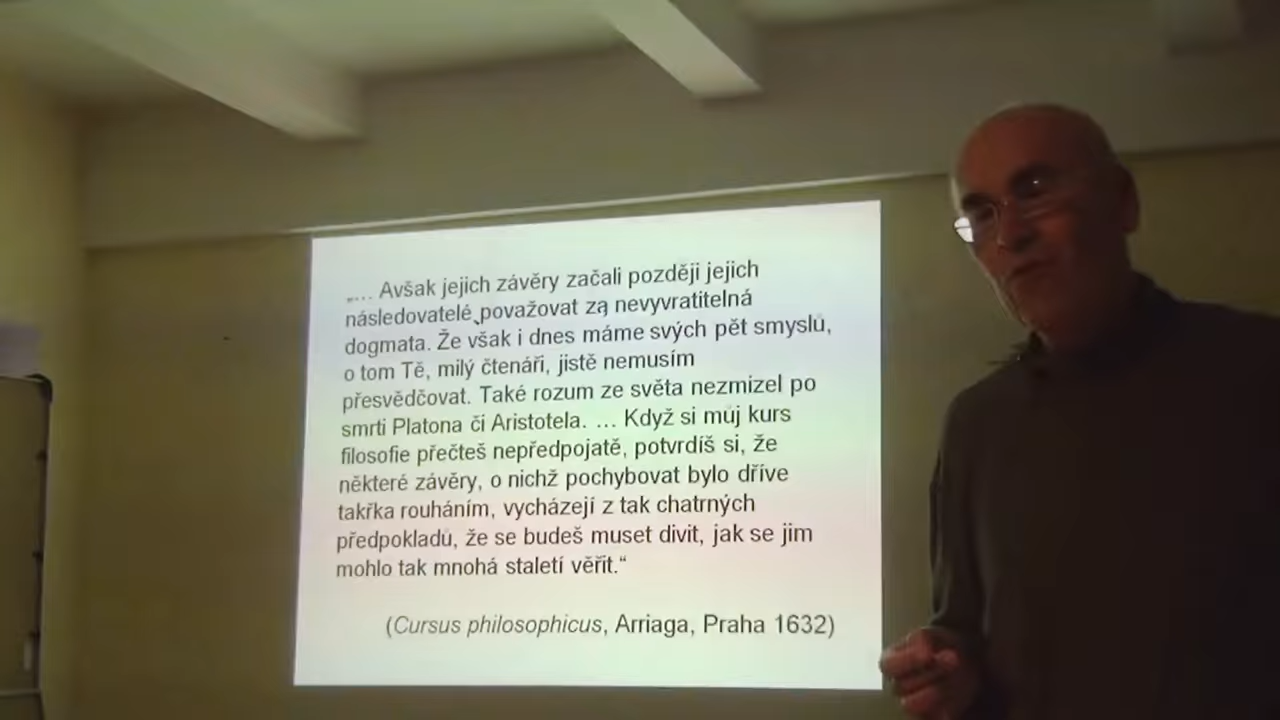 „… Avšak jejich závěry začali později jejich
následovatelé považovat za nevyvratitelná
dogmata. Že však i dnes máme svých pět smyslů,
o tom Tě, milý čtenáři, jistě nemusím
přesvědčovat. Také rozum ze světa nezmizel po
smrti Platona či Aristotela. … Když si můj kurs
filosofie přečteš nepředpojatě, potvrdíš si, že
některé závěry, o nichž pochybovat bylo dříve
takřka rouháním, vycházejí z tak chatrných
předpokladů, že se budeš muset divit, jak se jim
mohlo tak mnohá staletí věřit.“
(Cursus philosophicus, Arriaga, Praha 1632)